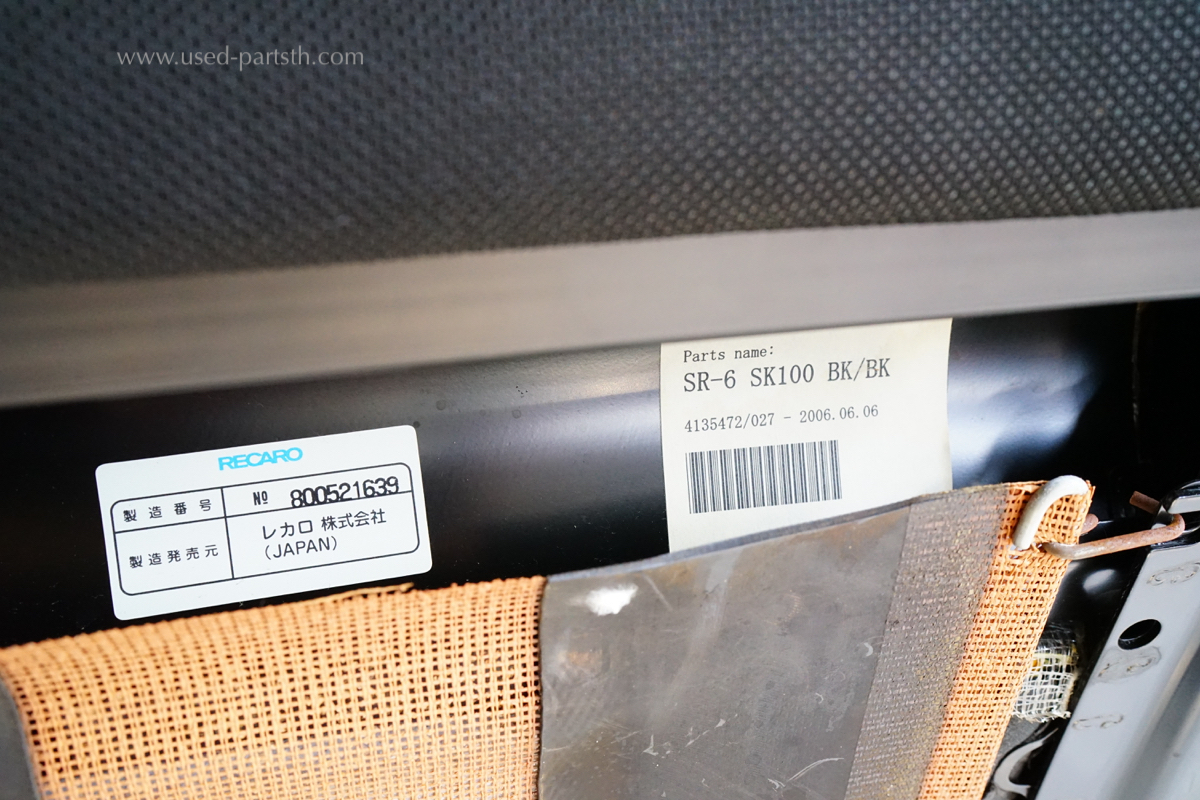 www.used-partsth.com
Parts name:
SR-6 SK100 BK/BK
4135472/027 - 2006.06.06
RECARO
製造番号 № 800521639
製造発売元 レカロ 株式会社
(JAPAN)